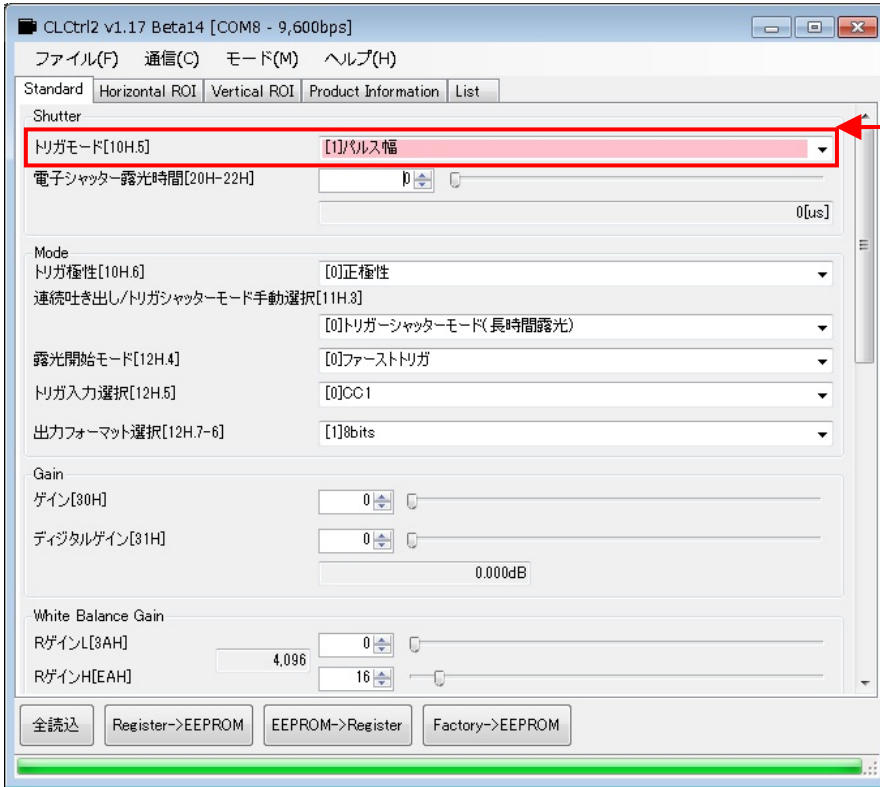 CLCtrl2 v1.17 Beta14 [COM8 - 9,600bps]
ファイル(F) 通信(C) モード(M) ヘルプ(H)
Standard Horizontal ROI Vertical ROI Product Information List
Shutter
トリガモード[10H.5] [1]パルス幅
電子シャッター露光時間[20H-22H] 0
0[us]
Mode
トリガ極性[10H.6] [0]正極性
連続吐き出し/トリガシャッターモード手動選択[11H.3]
[0]トリガーシャッターモード(長時間露光)
露光開始モード[12H.4] [0]ファーストトリガ
トリガ入力選択[12H.5] [0]CC1
出力フォーマット選択[12H.7-6] [1]8bits
Gain
ゲイン[30H] 0
ディジタルゲイン[31H] 0
0.000dB
White Balance Gain
RゲインL[3AH] 0
4,096
RゲインH[EAH] 16
全読込 Register->EEPROM EEPROM->Register Factory->EEPROM